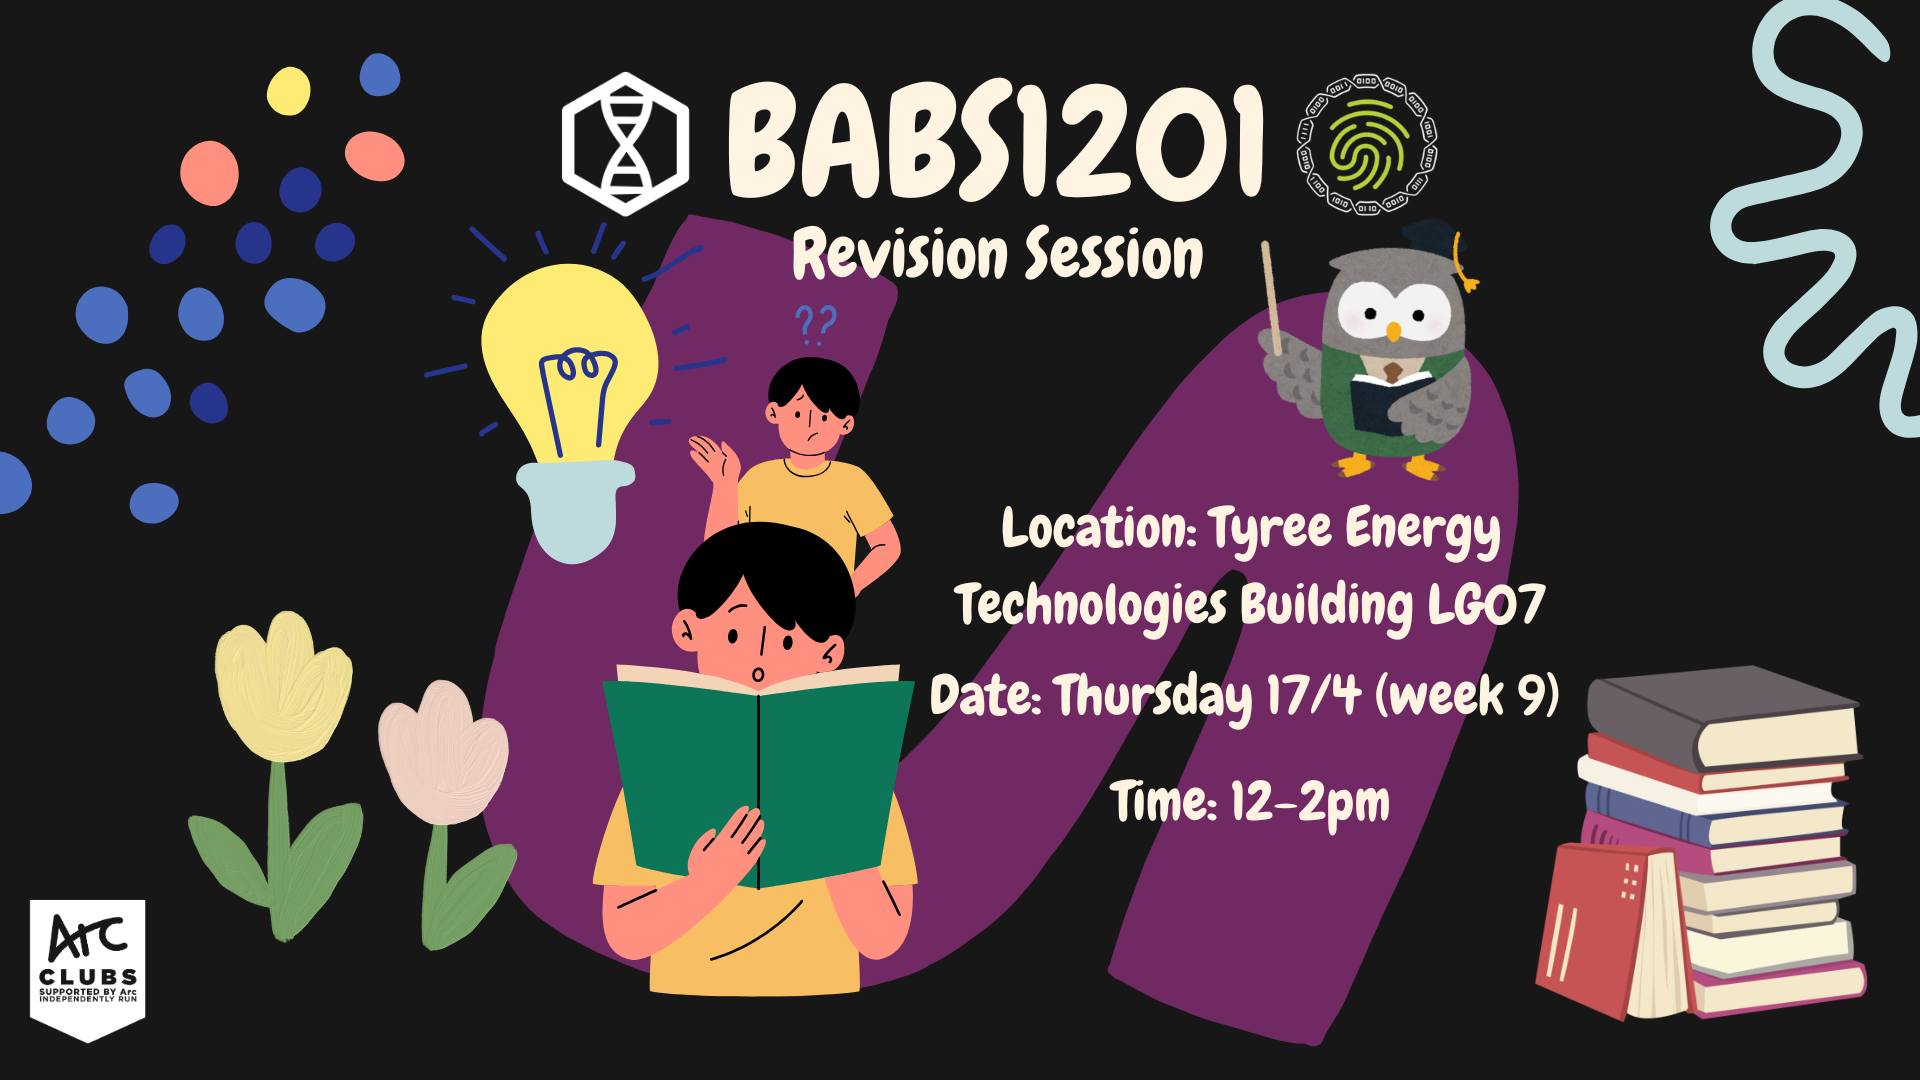 BABS1201
Revision Session
??
Location: Tyree Energy
Technologies Building LG07
Date: Thursday 17/4 (week 9)
Time: 12-2pm
Arc
CLUBS
SUPPORTED BY Arc
INDEPENDENTLY RUN